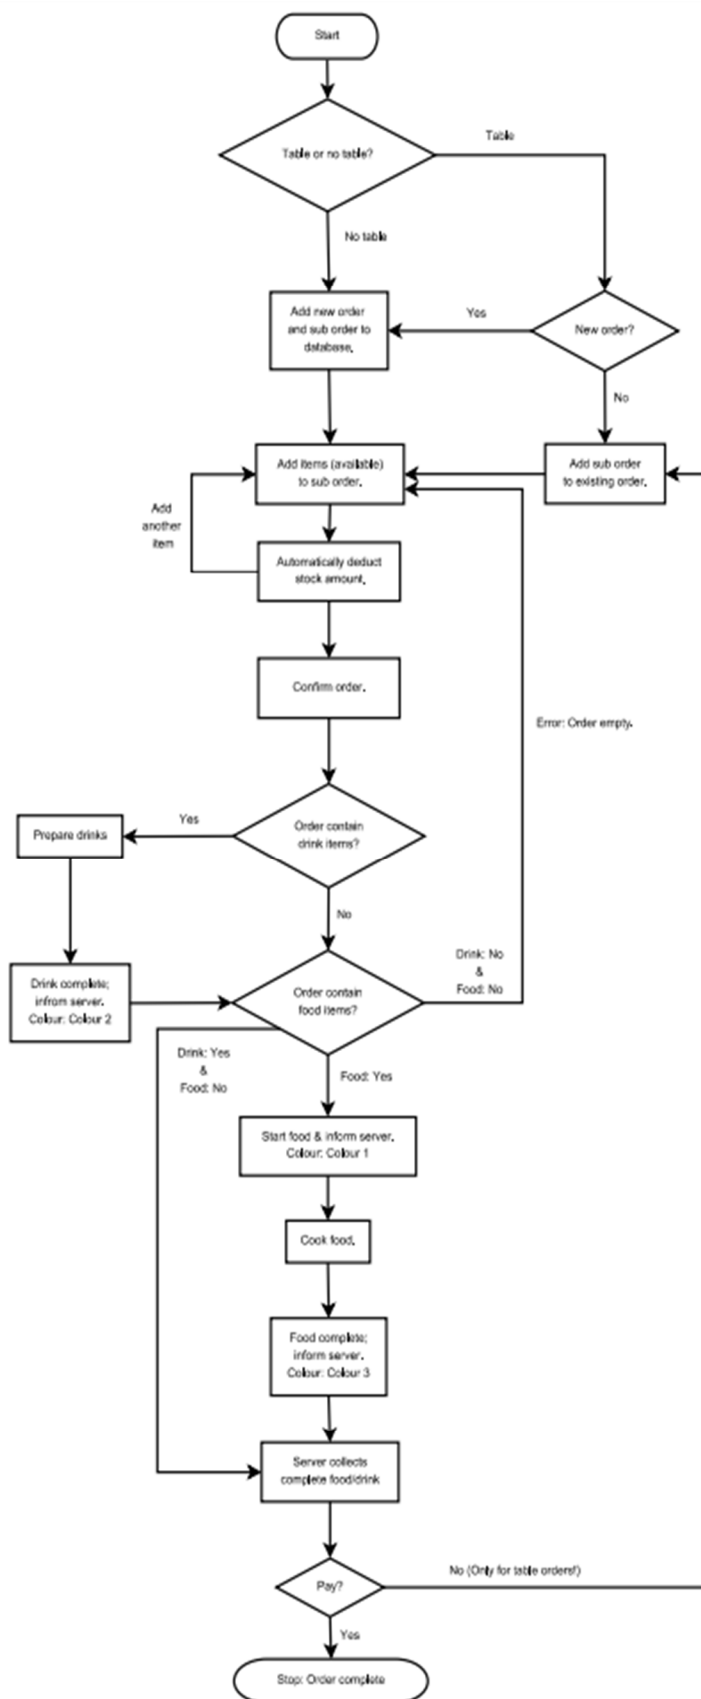 Start
Table or no table?
Table
No table
Add new order
and sub order to
database.
Yes
New order?
No
Add items (available)
to sub order.
Add sub order
to existing order.
Add
another
item
Automatically deduct
stock amount.
Confirm order.
Error: Order empty.
Order contain
drink items?
Yes
Prepare drinks
No
Drink: No
&
Food: No
Drink complete;
infrom server.
Colour: Colour 2
Order contain
food items?
Drink: Yes
&
Food: No
Food: Yes
Start food & inform server.
Colour: Colour 1
Cook food.
Food complete;
inform server.
Colour: Colour 3
Server collects
complete food/drink
Pay?
No (Only for table orders!)
Yes
Stop: Order complete